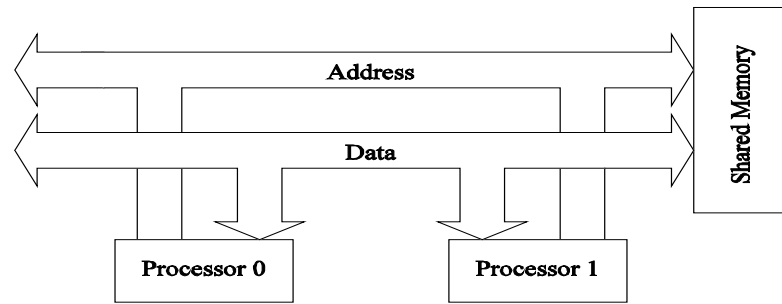 Address
Data
Shared Memory
Processor 0
Processor 1